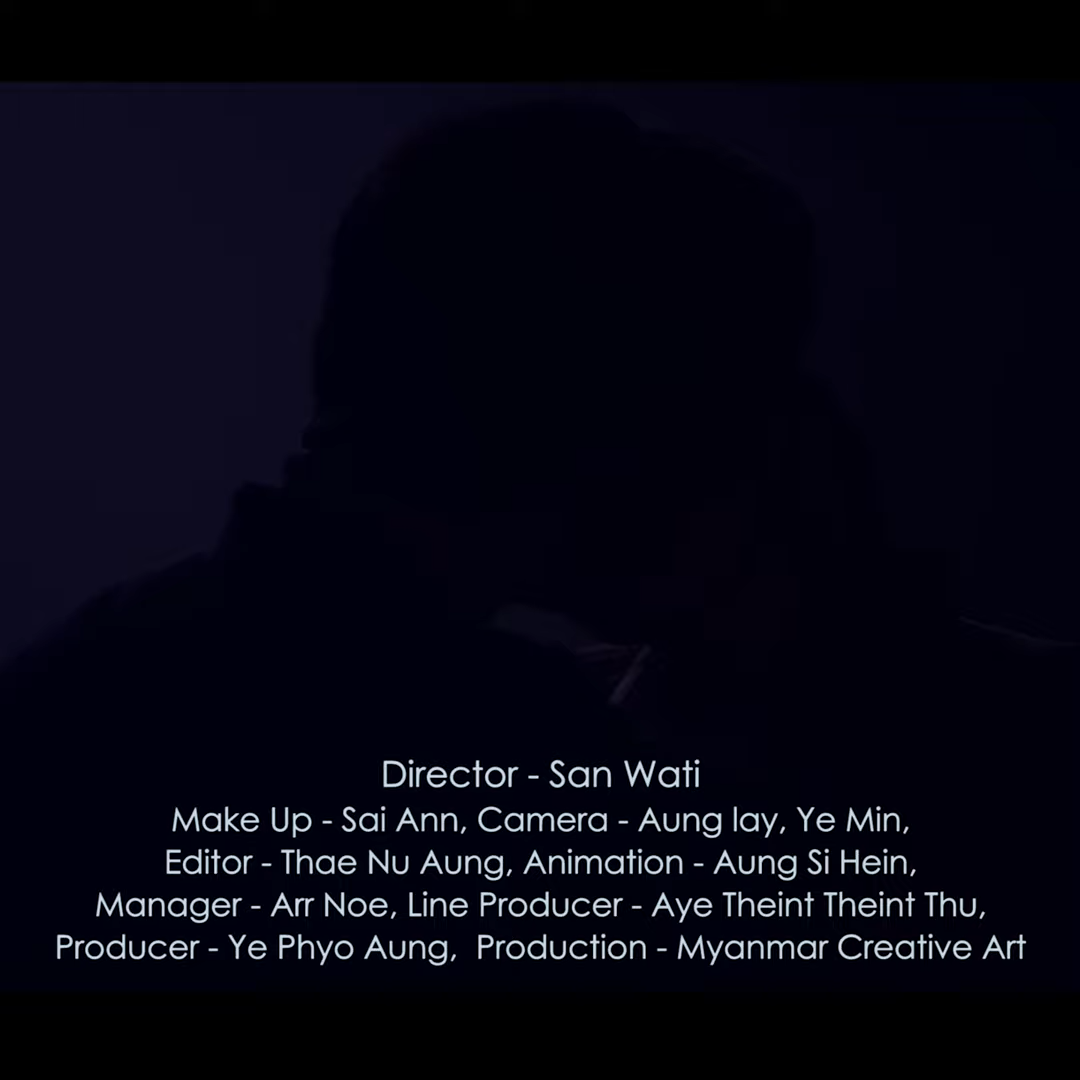 Director - San Wati
Make Up - Sai Ann, Camera - Aung lay, Ye Min,
Editor - Thae Nu Aung, Animation - Aung Si Hein,
Manager - Arr Noe, Line Producer - Aye Theint Theint Thu,
Producer - Ye Phyo Aung,  Production - Myanmar Creative Art